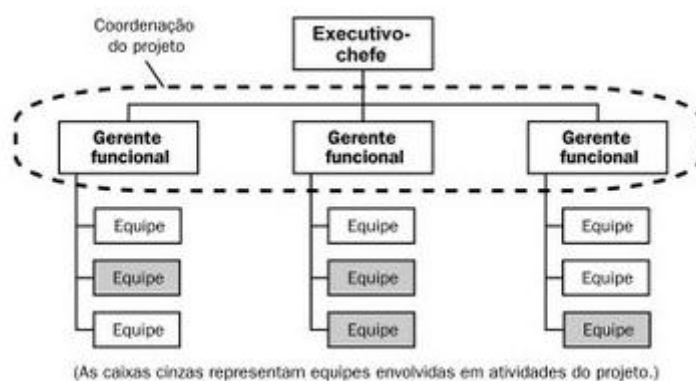 Coordenação
do projeto
Executivo-
chefe
Gerente
funcional
Gerente
funcional
Gerente
funcional
Equipe
Equipe
Equipe
Equipe
Equipe
Equipe
Equipe
Equipe
Equipe
(As caixas cinzas representam equipes envolvidas em atividades do projeto.)